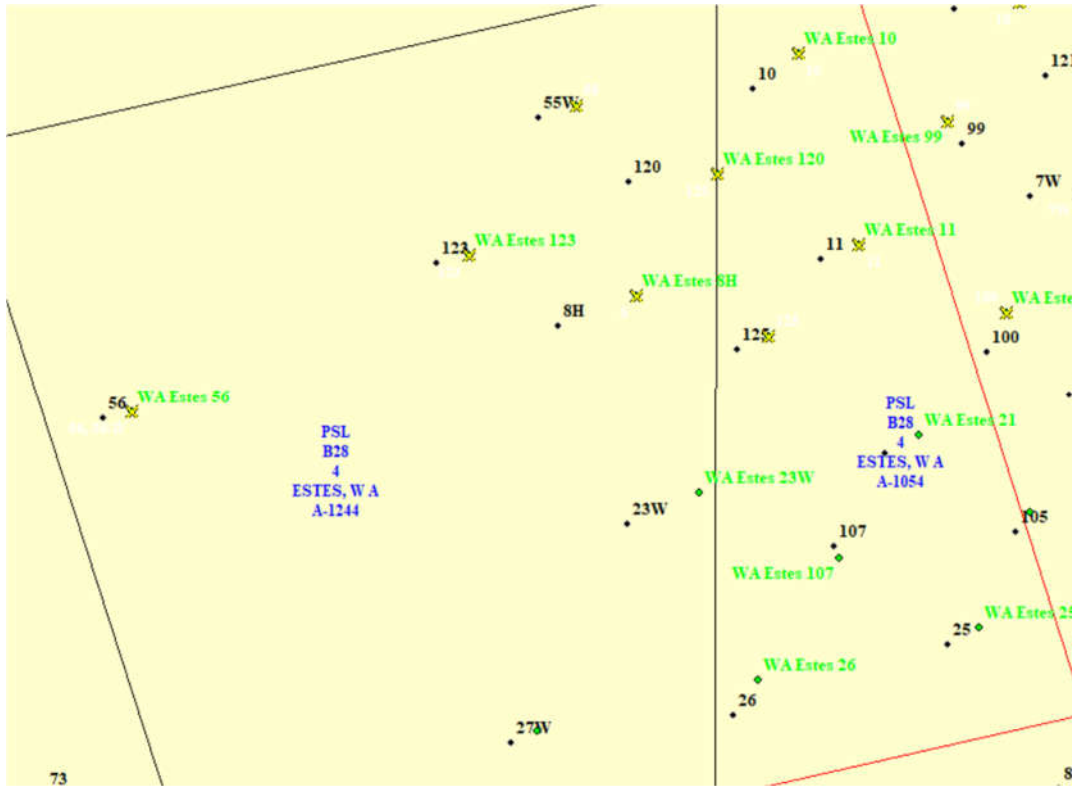 WA Estes 10
10
121
55W
WA Estes 99
99
WA Estes 120
120
7W
WA Estes 123
123
WA Estes 11
11
WA Estes 8H
8H
WA Este
125
100
WA Estes 56
56
PSL
B28
4
ESTES, W A
A-1244
PSL
B28
4
ESTES, W A
A-1054
WA Estes 21
WA Estes 23W
23W
105
107
WA Estes 107
WA Estes 25
25
WA Estes 26
26
27W
73
8